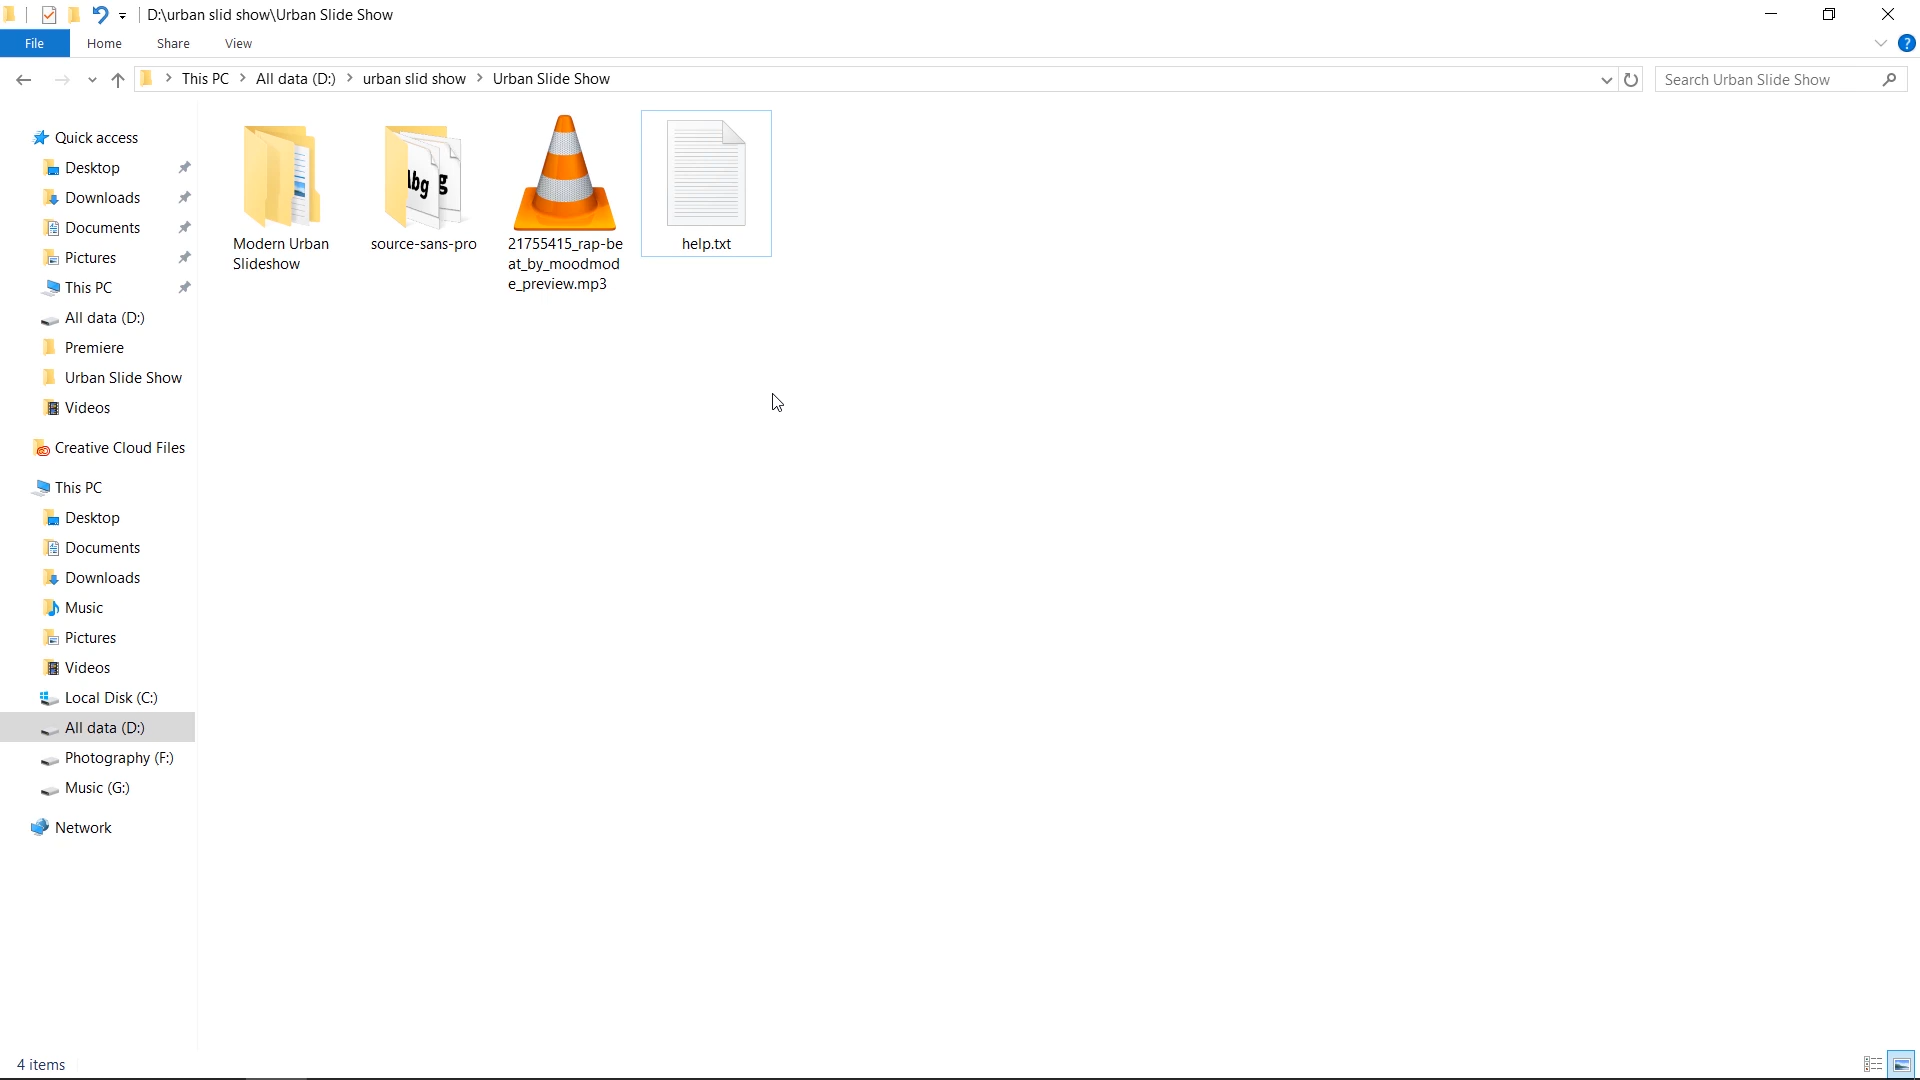 D:\urban slid show\Urban Slide Show
File Home Share View
This PC All data (D:) urban slid show Urban Slide Show
Search Urban Slide Show
Quick access
Desktop
Downloads
Documents
Pictures
This PC
All data (D:)
Premiere
Urban Slide Show
Videos
Creative Cloud Files
This PC
Desktop
Documents
Downloads
Music
Pictures
Videos
Local Disk (C:)
All data (D:)
Photography (F:)
Music (G:)
Network
Modern Urban
Slideshow
source-sans-pro
21755415_rap-be
at_by_moodmod
e_preview.mp3
help.txt
4 items